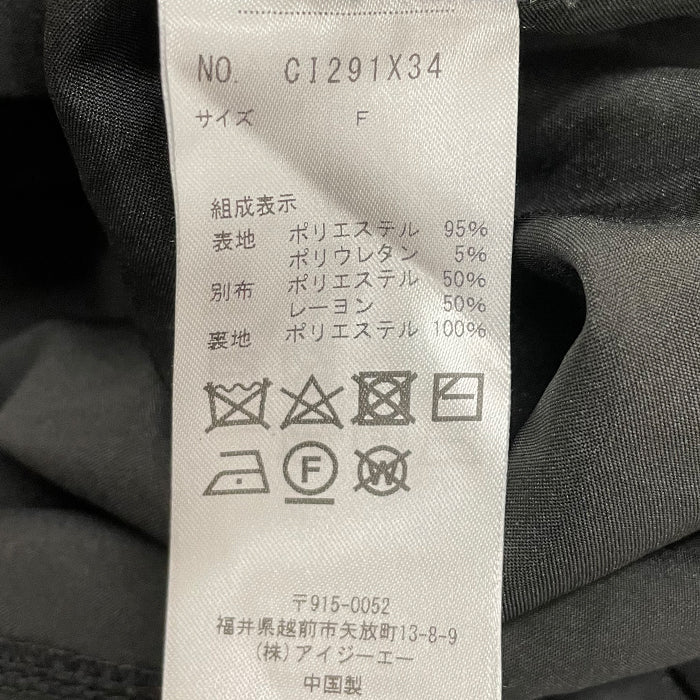 NO. CI291X34
サイズ F
組成表示
表地 ポリエステル 95%
ポリウレタン 5%
別布 ポリエステル 50%
レーヨン 50%
裏地 ポリエステル 100%
F W
〒915-0052
福井県越前市矢放町13-8-9
(株)アイジーエー
中国製